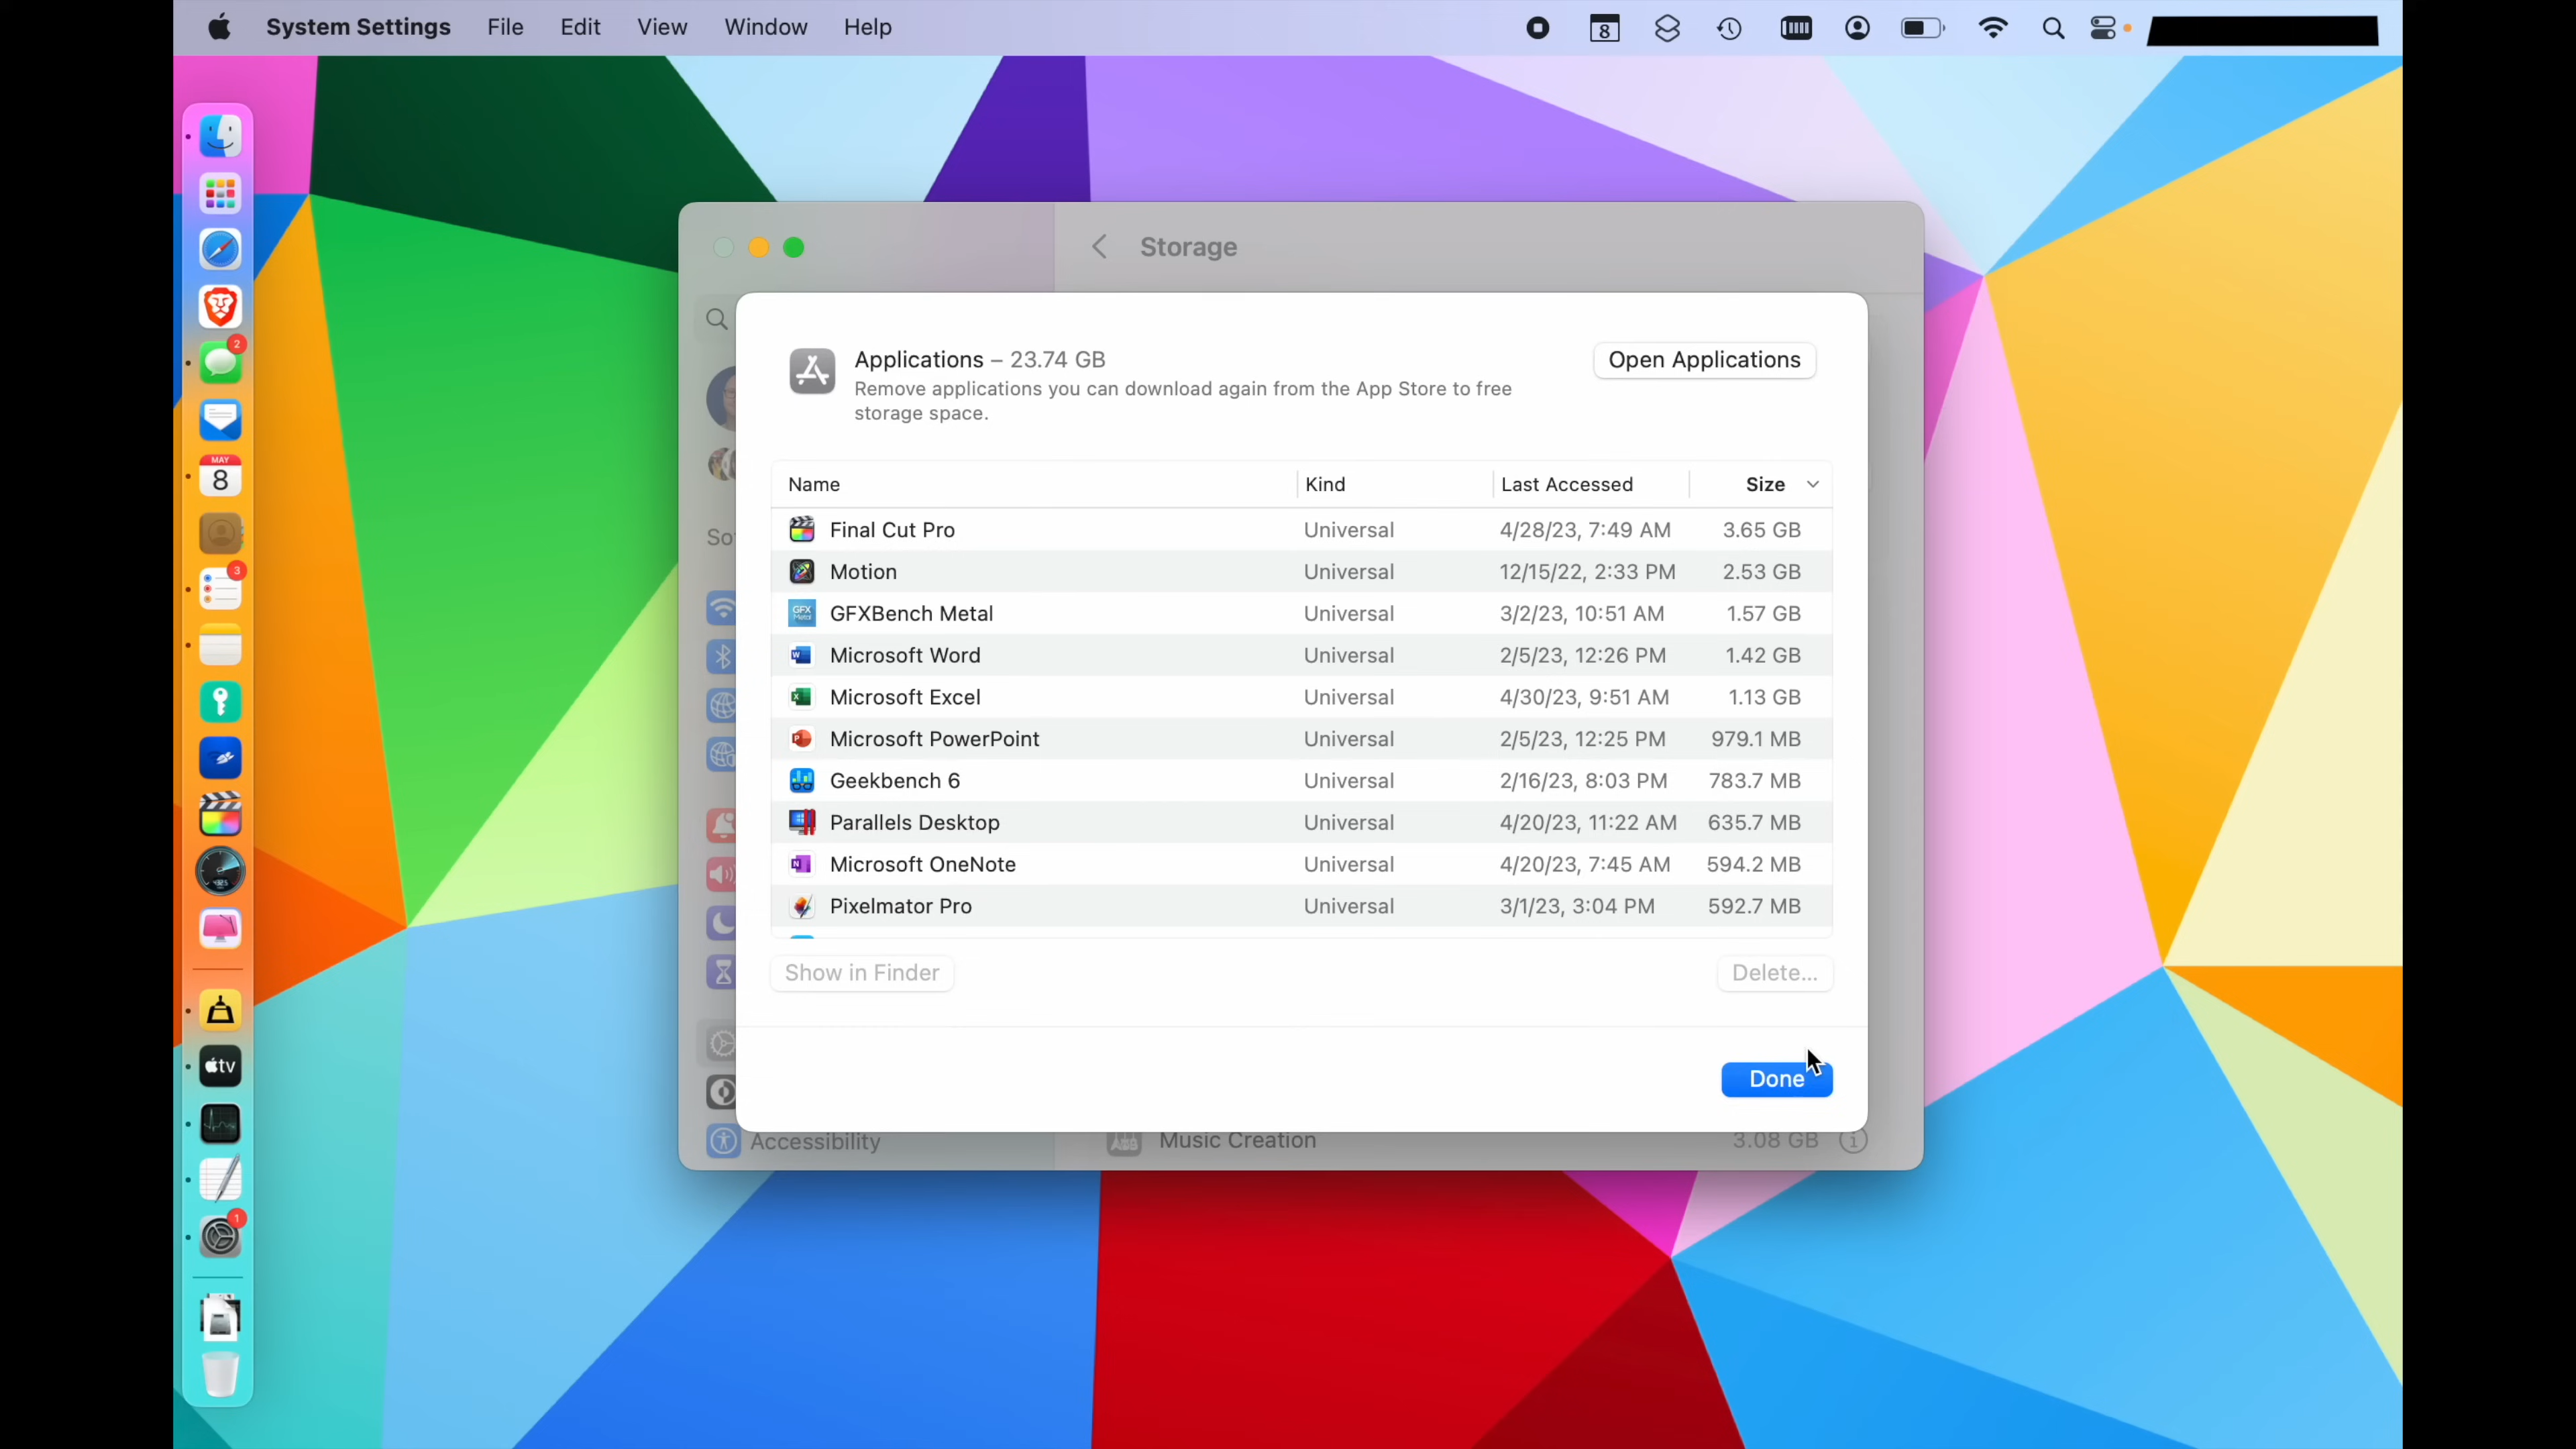 System Settings File Edit View Window Help 8
Storage
Applications – 23.74 GB
Open Applications
Remove applications you can download again from the App Store to free
storage space.
Name Kind Last Accessed Size
Final Cut Pro Universal 4/28/23, 7:49 AM 3.65 GB
Motion Universal 12/15/22, 2:33 PM 2.53 GB
GFXBench Metal Universal 3/2/23, 10:51 AM 1.57 GB
Microsoft Word Universal 2/5/23, 12:26 PM 1.42 GB
Microsoft Excel Universal 4/30/23, 9:51 AM 1.13 GB
Microsoft PowerPoint Universal 2/5/23, 12:25 PM 979.1 MB
Geekbench 6 Universal 2/16/23, 8:03 PM 783.7 MB
Parallels Desktop Universal 4/20/23, 11:22 AM 635.7 MB
Microsoft OneNote Universal 4/20/23, 7:45 AM 594.2 MB
Pixelmator Pro Universal 3/1/23, 3:04 PM 592.7 MB
Show in Finder Delete...
Done
Accessibility Music Creation 3.08 GB
2
MAY
8
3
tv
1